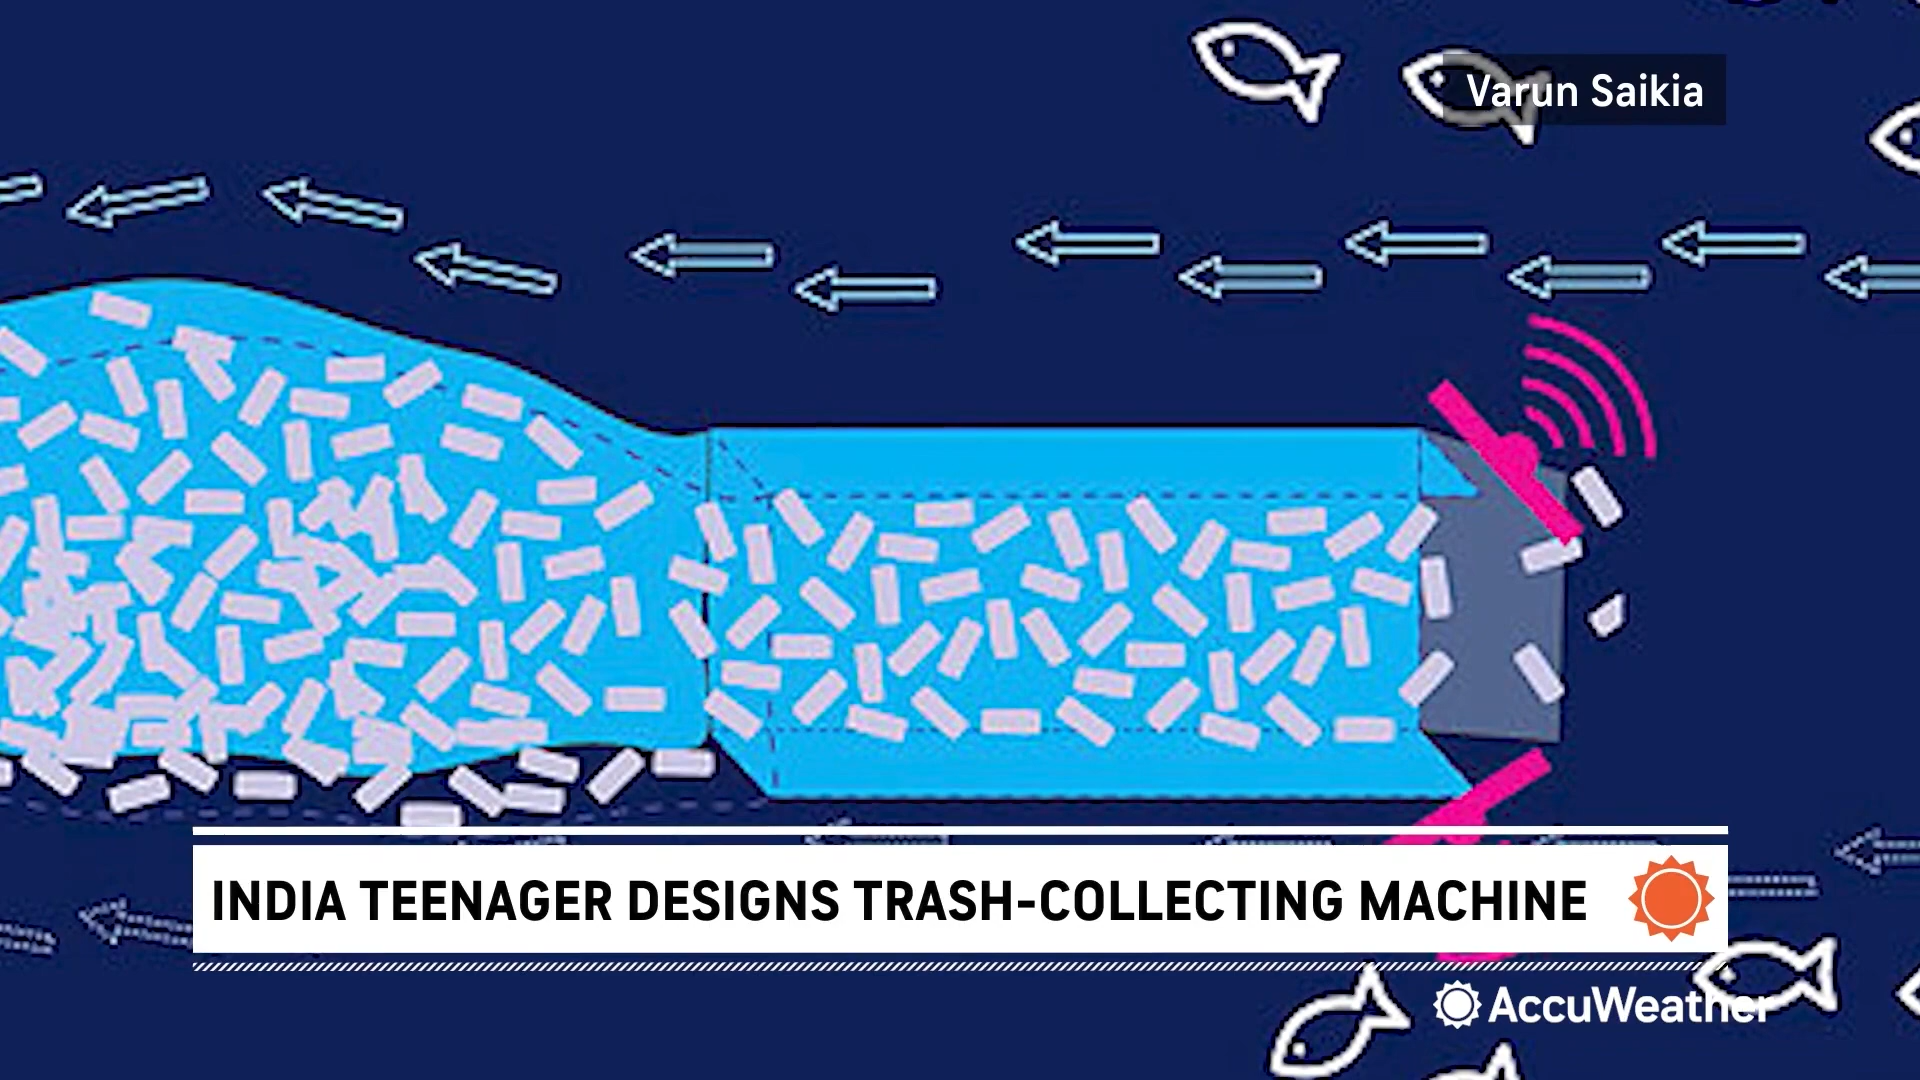 Varun Saikia
INDIA TEENAGER DESIGNS TRASH-COLLECTING MACHINE
AccuWeather